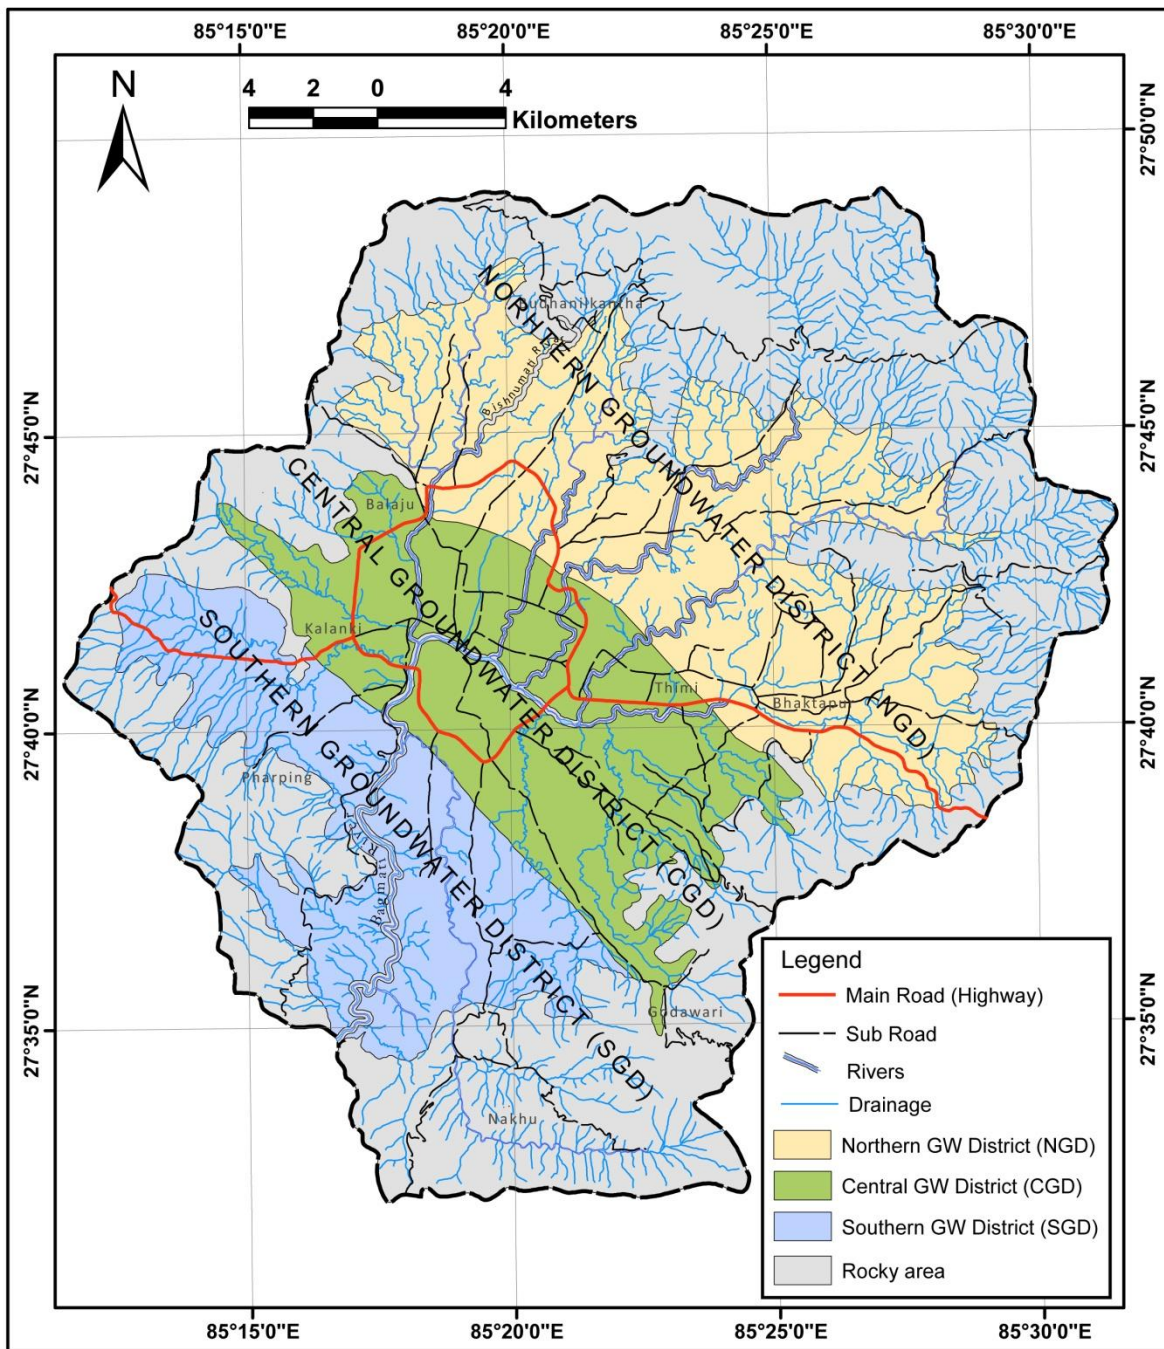 85°15'0"E 85°20'0"E 85°25'0"E 85°30'0"E
N
4 2 0 4
Kilometers
27°50'0"N
27°45'0"N 27°45'0"N
27°40'0"N 27°40'0"N
27°35'0"N 27°35'0"N
NORHTERN GROUNDWATER DISTRICT (NGD)
Budhanilkantha
Bishnumati River
CENTRAL GROUNDWATER DISTRICT (CGD)
Balaju
SOUTHERN GROUNDWATER DISTRICT (SGD)
Kalanki
Thimi
Bhaktapur
Pharping
Bagmati River
Godawari
Nakhu
Legend
Main Road (Highway)
Sub Road
Rivers
Drainage
Northern GW District (NGD)
Central GW District (CGD)
Southern GW District (SGD)
Rocky area
85°15'0"E 85°20'0"E 85°25'0"E 85°30'0"E